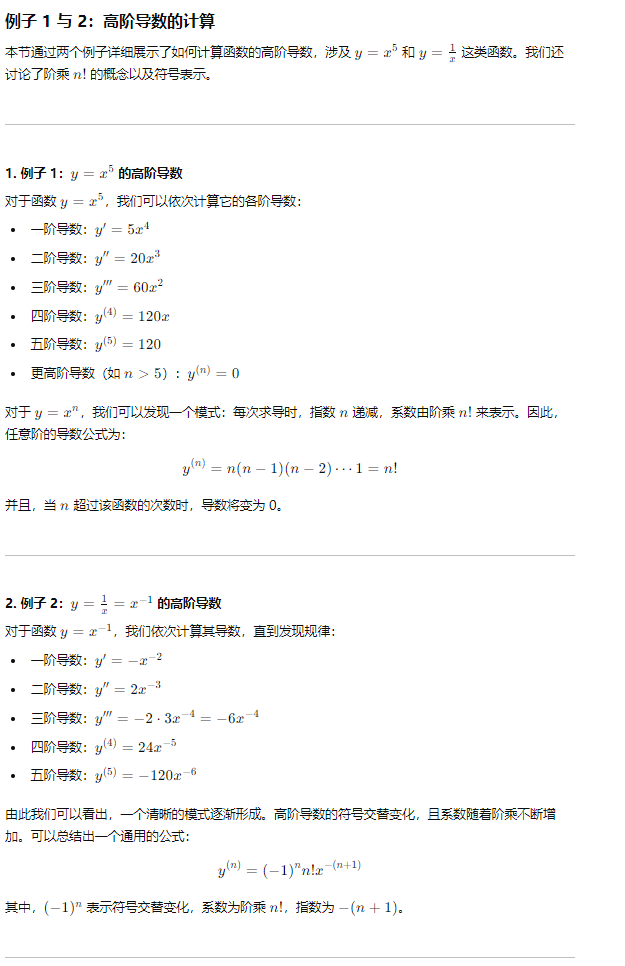 例子 1 与 2：高阶导数的计算
本节通过两个例子详细展示了如何计算函数的高阶导数，涉及 $y = x^5$ 和 $y = \frac{1}{x}$ 这类函数。我们还
讨论了阶乘 $n!$ 的概念以及符号表示。
1. 例子 1：$y = x^5$ 的高阶导数
对于函数 $y = x^5$，我们可以依次计算它的各阶导数：
• 一阶导数：$y' = 5x^4$
• 二阶导数：$y'' = 20x^3$
• 三阶导数：$y''' = 60x^2$
• 四阶导数：$y^{(4)} = 120x$
• 五阶导数：$y^{(5)} = 120$
• 更高阶导数（如 $n > 5$）：$y^{(n)} = 0$
对于 $y = x^n$，我们可以发现一个模式：每次求导时，指数 $n$ 递减，系数由阶乘 $n!$ 来表示。因此，
任意阶的导数公式为：
$y^{(n)} = n(n-1)(n-2)\cdots 1 = n!$
并且，当 $n$ 超过该函数的次数时，导数将变为 0。
2. 例子 2：$y = \frac{1}{x} = x^{-1}$ 的高阶导数
对于函数 $y = x^{-1}$，我们依次计算其导数，直到发现规律：
• 一阶导数：$y' = -x^{-2}$
• 二阶导数：$y'' = 2x^{-3}$
• 三阶导数：$y''' = -2 \cdot 3x^{-4} = -6x^{-4}$
• 四阶导数：$y^{(4)} = 24x^{-5}$
• 五阶导数：$y^{(5)} = -120x^{-6}$
由此我们可以看出，一个清晰的模式逐渐形成。高阶导数的符号交替变化，且系数随着阶乘不断增
加。可以总结出一个通用的公式：
$y^{(n)} = (-1)^n n! x^{-(n+1)}$
其中，$(-1)^n$ 表示符号交替变化，系数为阶乘 $n!$，指数为 $-(n+1)$。